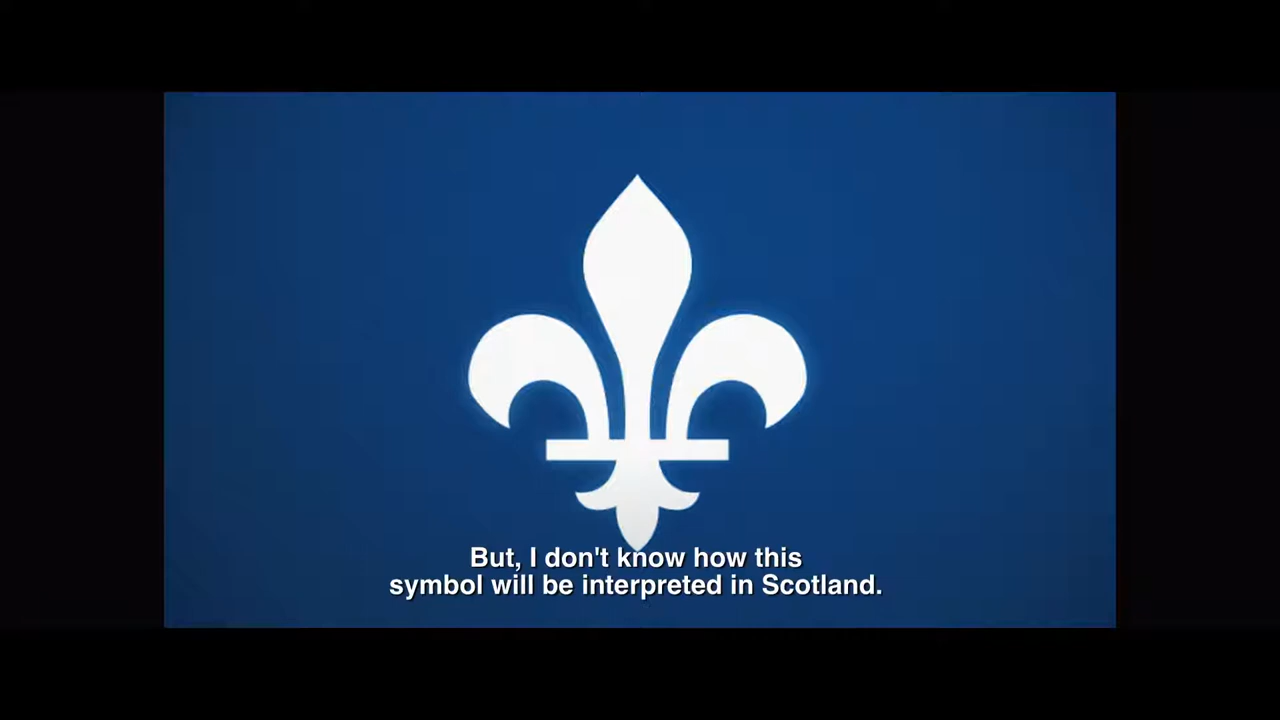 But, I don't know how this
symbol will be interpreted in Scotland.